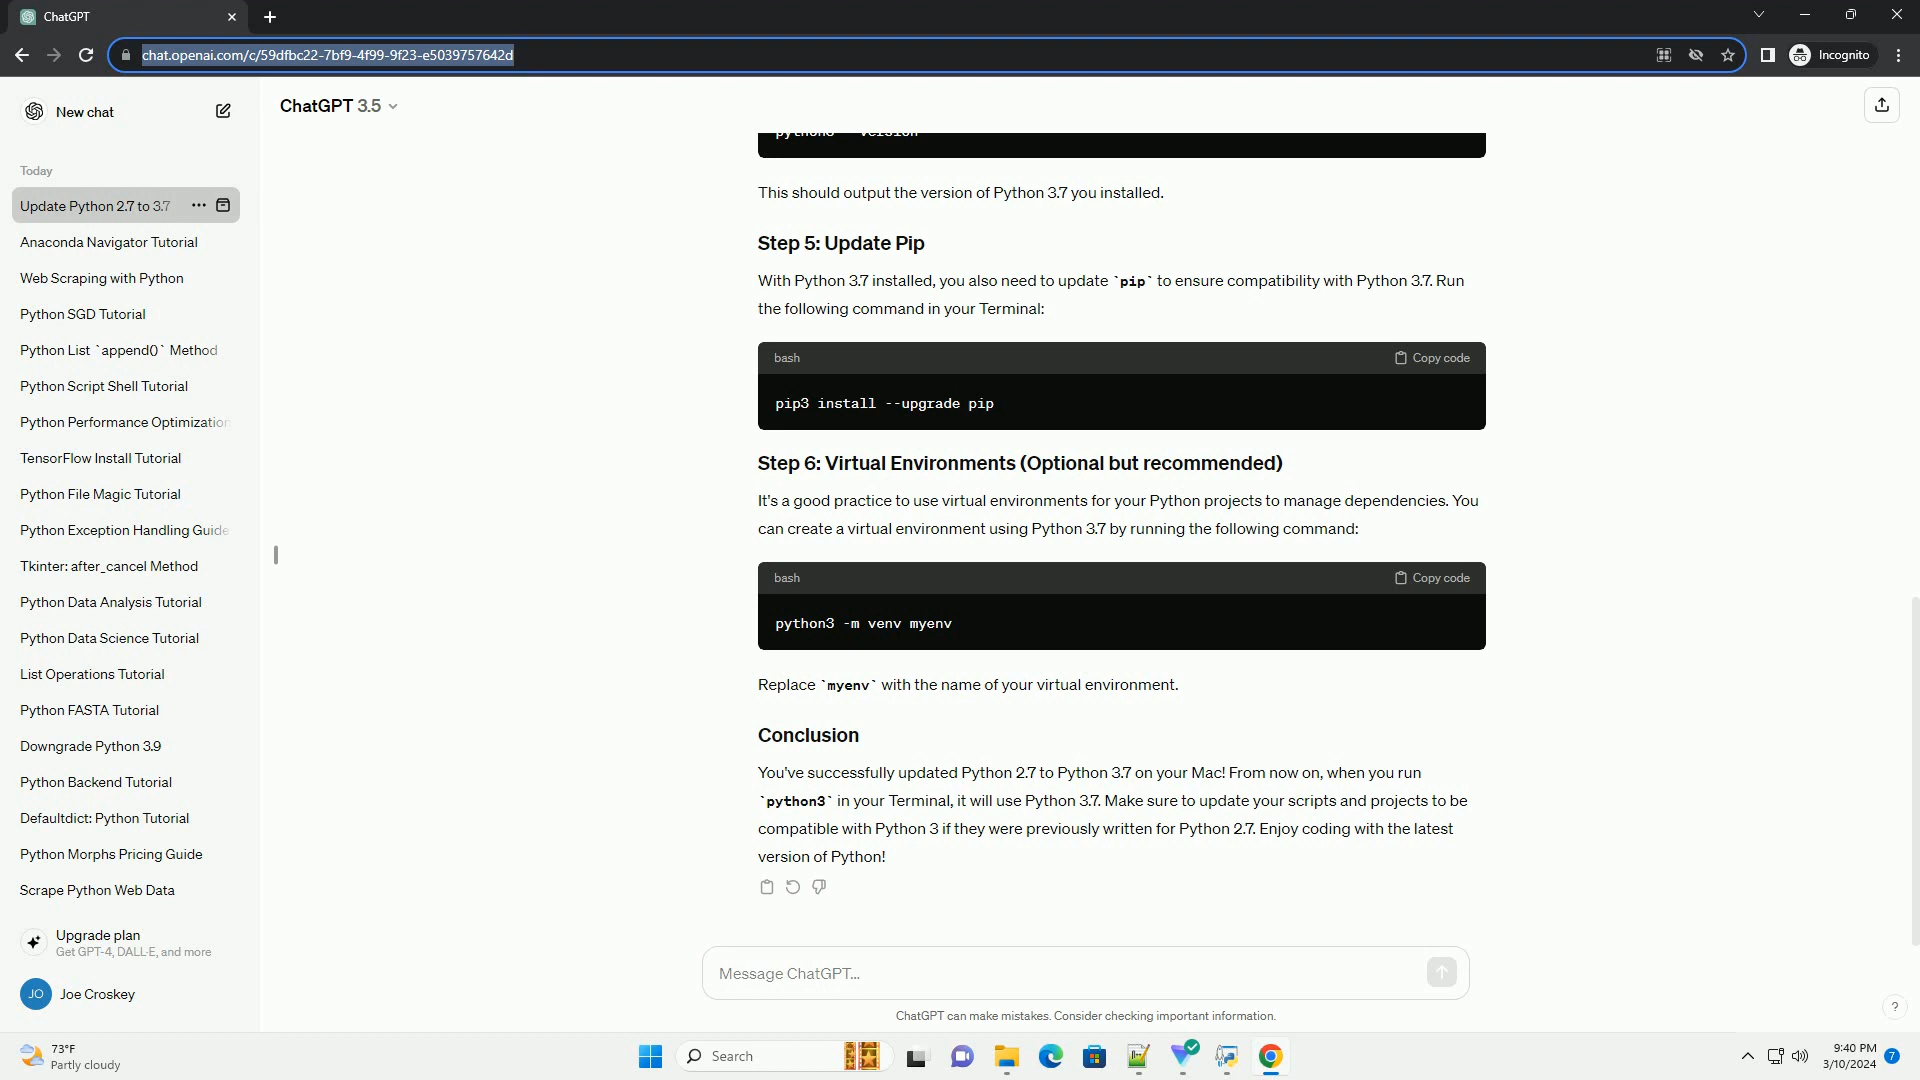 ChatGPT
chat.openai.com/c/59dfbc22-7bf9-4f99-9f23-e5039757642d
Incognito
New chat
Today
Update Python 2.7 to 3.7
Anaconda Navigator Tutorial
Web Scraping with Python
Python SGD Tutorial
Python List `append()` Method
Python Script Shell Tutorial
Python Performance Optimization
TensorFlow Install Tutorial
Python File Magic Tutorial
Python Exception Handling Guide
Tkinter: after_cancel Method
Python Data Analysis Tutorial
Python Data Science Tutorial
List Operations Tutorial
Python FASTA Tutorial
Downgrade Python 3.9
Python Backend Tutorial
Defaultdict: Python Tutorial
Python Morphs Pricing Guide
Scrape Python Web Data
Upgrade plan
Get GPT-4, DALL·E, and more
JO Joe Croskey
ChatGPT 3.5
python3 --version
This should output the version of Python 3.7 you installed.
Step 5: Update Pip
With Python 3.7 installed, you also need to update `pip` to ensure compatibility with Python 3.7. Run
the following command in your Terminal:
bash Copy code
pip3 install --upgrade pip
Step 6: Virtual Environments (Optional but recommended)
It's a good practice to use virtual environments for your Python projects to manage dependencies. You
can create a virtual environment using Python 3.7 by running the following command:
bash Copy code
python3 -m venv myenv
Replace `myenv` with the name of your virtual environment.
Conclusion
You've successfully updated Python 2.7 to Python 3.7 on your Mac! From now on, when you run
`python3` in your Terminal, it will use Python 3.7. Make sure to update your scripts and projects to be
compatible with Python 3 if they were previously written for Python 2.7. Enjoy coding with the latest
version of Python!
Message ChatGPT...
ChatGPT can make mistakes. Consider checking important information.
?
73°F
Partly cloudy
Search
9:40 PM
3/10/2024
7